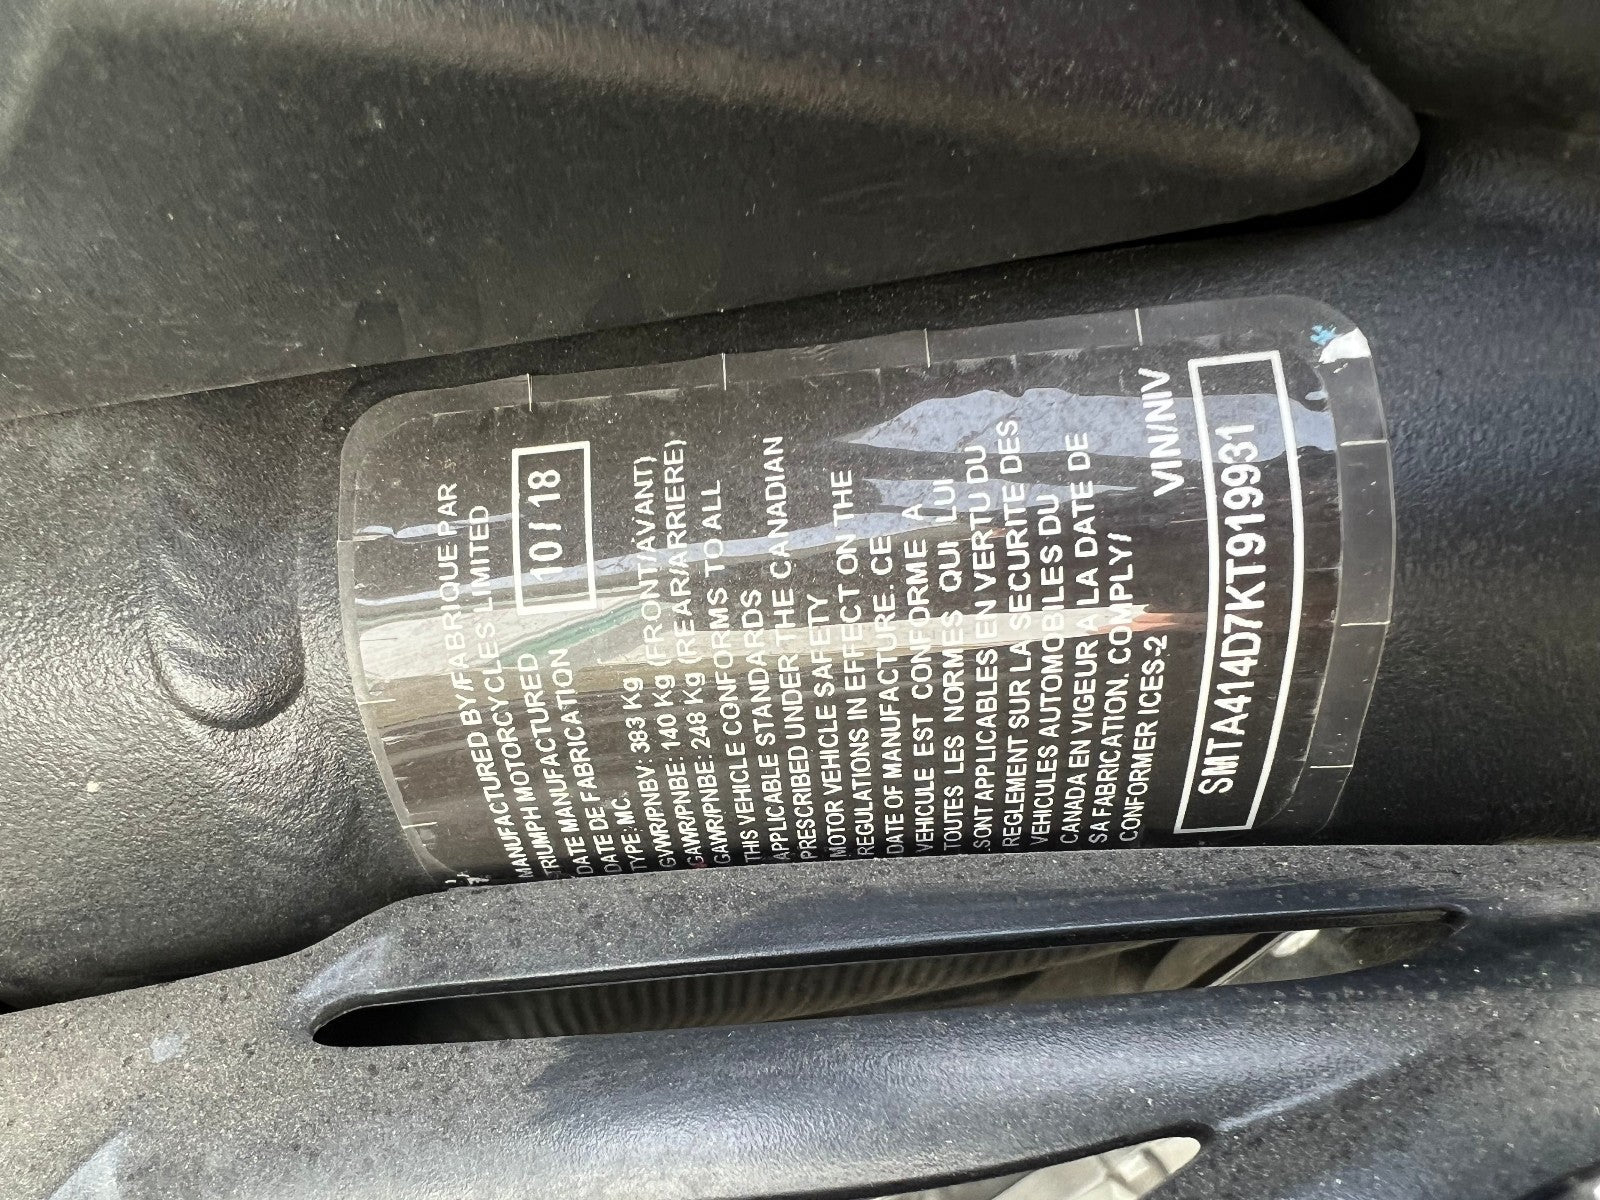 MANUFACTURED BY/FABRIQUE PAR
TRIUMPH MOTORCYCLES LIMITED
DATE MANUFACTURED
DATE DE FABRICATION
10 / 18
TYPE: MC.
GVWR/PNBV: 383 Kg
GAWR/PNBE: 140 Kg (FRONT/AVANT)
GAWR/PNBE: 248 Kg (REAR/ARRIERE)
THIS VEHICLE CONFORMS TO ALL
APPLICABLE STANDARDS
PRESCRIBED UNDER THE CANADIAN
MOTOR VEHICLE SAFETY
REGULATIONS IN EFFECT ON THE
DATE OF MANUFACTURE. CE
VEHICULE EST CONFORME A
TOUTES LES NORMES QUI LUI
SONT APPLICABLES EN VERTU DU
REGLEMENT SUR LA SECURITE DES
VEHICULES AUTOMOBILES DU
CANADA EN VIGEUR A LA DATE DE
SA FABRICATION. COMPLY/
CONFORMER ICES-2
VIN/NIV
SMTA414D7KT919931